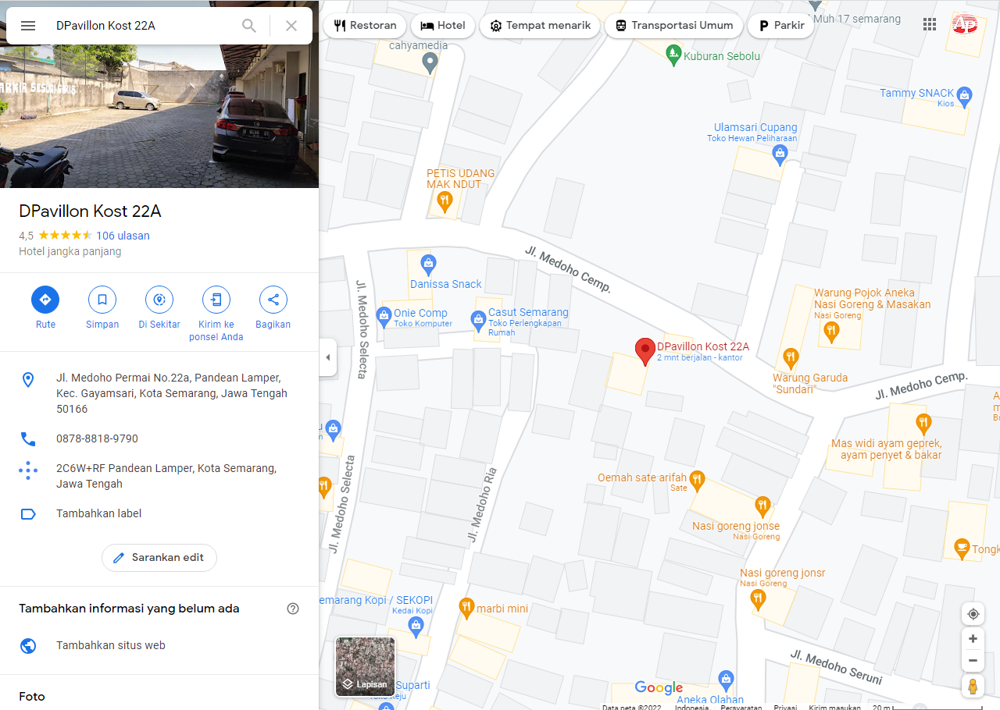 DPavillon Kost 22A
PARKIR SESUAI GARIS
DPavillon Kost 22A
4,5
106 ulasan
Hotel jangka panjang
Rute
Simpan
Di Sekitar
Kirim ke
ponsel Anda
Bagikan
Jl. Medoho Permai No.22a, Pandean Lamper,
Kec. Gayamsari, Kota Semarang, Jawa Tengah
50166
0878-8818-9790
2C6W+RF Pandean Lamper, Kota Semarang,
Jawa Tengah
Tambahkan label
Sarankan edit
Tambahkan informasi yang belum ada
Tambahkan situs web
Foto
Restoran
Hotel
Tempat menarik
Transportasi Umum
P Parkir
Muh 17 semarang
AP
cahyamedia
Kuburan Sebolu
Tammy SNACK
Kios
Ulamsari Cupang
Toko Hewan Peliharaan
PETIS UDANG
MAK NDUT
Jl. Medoho Cemp.
Danissa Snack
Jl. Medoho Selecta
Onie Comp
Toko Komputer
Casut Semarang
Toko Perlengkapan
Rumah
Warung Pojok Aneka
Nasi Goreng & Masakan
Nasi Goreng
DPavillon Kost 22A
2 mnt berjalan - kantor
Warung Garuda
"Sundari"
Jl. Medoho Cemp.
Mas widi ayam geprek,
ayam penyet & bakar
Oemah sate arifah
Sate
Jl. Medoho Selecta
Jl. Medoho Ria
Nasi goreng jonse
Nasi Goreng
Tongk
Nasi goreng jonsr
Nasi Goreng
emarang Kopi / SEKOPI
Kedai Kopi
marbi mini
Jl. Medoho Seruni
Lapisan
Suparti
Toko Keju
Google
Aneka Olahan
Data peta ©2022
Indonesia
Persyaratan
Privasi
Kirim masukan
20 m